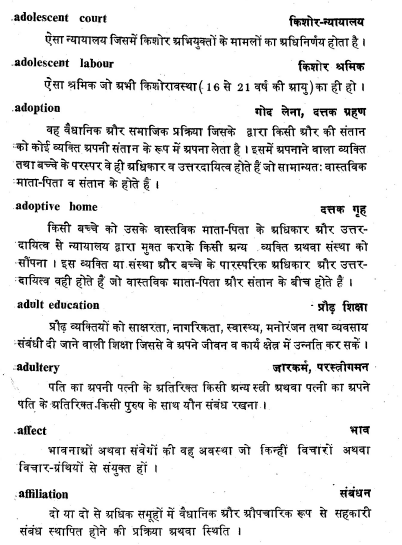 adolescent court किशोर-न्यायालय
ऐसा न्यायालय जिसमें किशोर अभियुक्तों के मामलों का अधिनिर्णय होता है ।
adolescent labour किशोर श्रमिक
ऐसा श्रमिक जो अभी किशोरावस्था (16 से 21 वर्ष की आयु) का ही हो ।
adoption गोद लेना, दत्तक ग्रहण
वह वैधानिक और समाजिक प्रक्रिया जिसके द्वारा किसी और की संतान
को कोई व्यक्ति अपनी संतान के रूप में अपना लेता है । इसमें अपनाने वाला व्यक्ति
तथा बच्चे के परस्पर वे ही अधिकार व उत्तरदायित्व होते हैं जो सामान्यतः वास्तविक
माता-पिता व संतान के होते हैं ।
adoptive home दत्तक गृह
किसी बच्चे को उसके वास्तविक माता-पिता के अधिकार और उत्तर-
दायित्व से न्यायालय द्वारा मुक्त कराके किसी अन्य व्यक्ति अथवा संस्था को
सौंपना । इस व्यक्ति या संस्था और बच्चे के पारस्परिक अधिकार और उत्तर-
दायित्व वही होते हैं जो वास्तविक माता-पिता और संतान के बीच होते हैं ।
adult education प्रौढ़ शिक्षा
प्रौढ़ व्यक्तियों को साक्षरता, नागरिकता, स्वास्थ्य, मनोरंजन तथा व्यवसाय
संबंधी दी जाने वाली शिक्षा जिससे वे अपने जीवन व कार्य क्षेत्र में उन्नति कर सकें ।
adultery जारकर्म, परस्त्रीगमन
पति का अपनी पत्नी के अतिरिक्त किसी अन्य स्त्री अथवा पत्नी का अपने
पति के अतिरिक्त किसी पुरुष के साथ यौन संबंध रखना ।
affect भाव
भावनाओं अथवा संवेगों की वह अवस्था जो किन्हीं विचारों अथवा
विचार-ग्रंथियों से संयुक्त हों ।
affiliation संबंधन
दो या दो से अधिक समूहों में वैधानिक और औपचारिक रूप से सहकारी
संबंध स्थापित होने की प्रक्रिया अथवा स्थिति ।